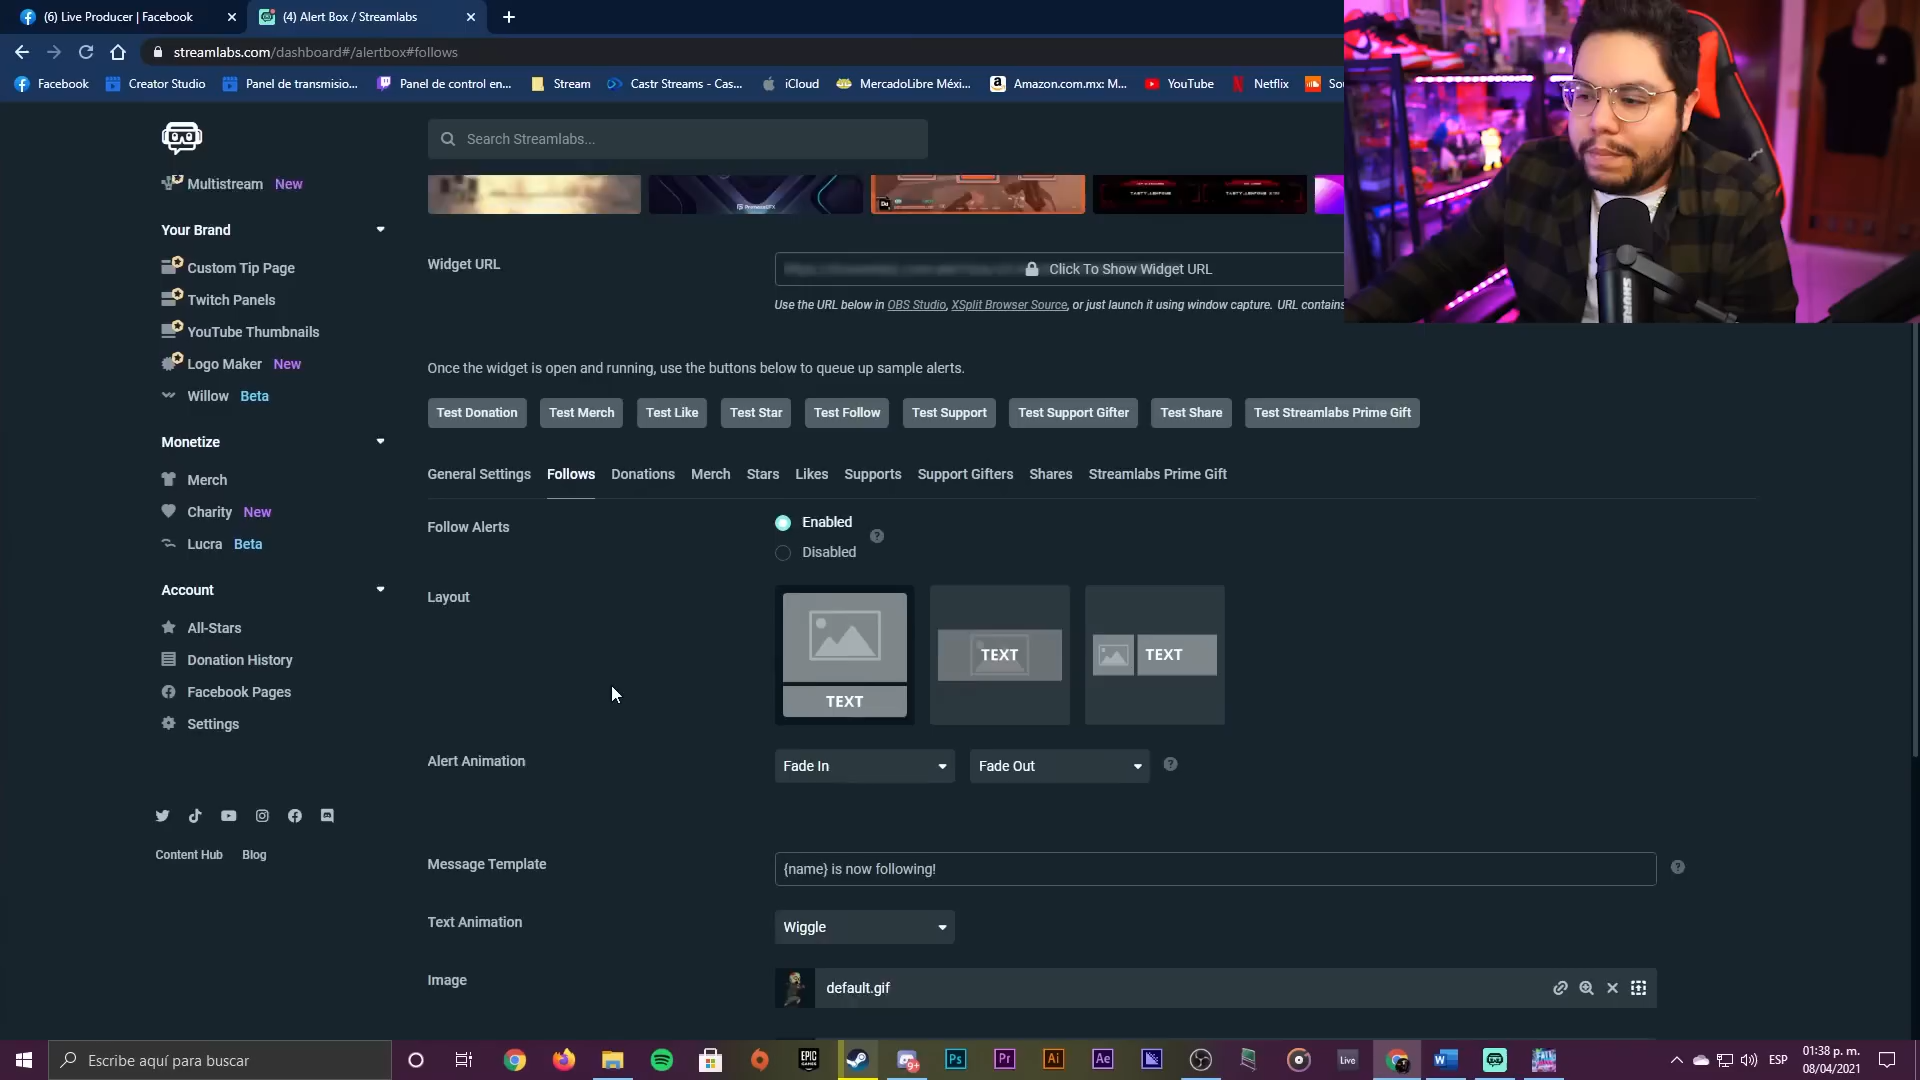 (6) Live Producer | Facebook
(4) Alert Box / Streamlabs
streamlabs.com/dashboard#/alertbox#follows
Facebook
Creator Studio
Panel de transmisio...
Panel de control en...
Stream
Castr Streams - Cas...
iCloud
MercadoLibre Méxi...
Amazon.com.mx: M...
YouTube
Netflix
Search Streamlabs...
Multistream New
Your Brand
Custom Tip Page
Twitch Panels
YouTube Thumbnails
Logo Maker New
Willow Beta
Monetize
Merch
Charity New
Lucra Beta
Account
All-Stars
Donation History
Facebook Pages
Settings
Content Hub Blog
Widget URL
Click To Show Widget URL
Use the URL below in OBS Studio, XSplit Browser Source, or just launch it using window capture. URL contains
Once the widget is open and running, use the buttons below to queue up sample alerts.
Test Donation Test Merch Test Like Test Star Test Follow Test Support Test Support Gifter Test Share Test Streamlabs Prime Gift
General Settings Follows Donations Merch Stars Likes Supports Support Gifters Shares Streamlabs Prime Gift
Follow Alerts
Enabled
Disabled
Layout
TEXT
TEXT
TEXT
Alert Animation
Fade In
Fade Out
Message Template
{name} is now following!
Text Animation
Wiggle
Image
default.gif
SHURE
Escribe aquí para buscar
EPIC GAMES
9+
Ps
Pr
Ai
Ae
Live
ESP
01:38 p. m.
08/04/2021